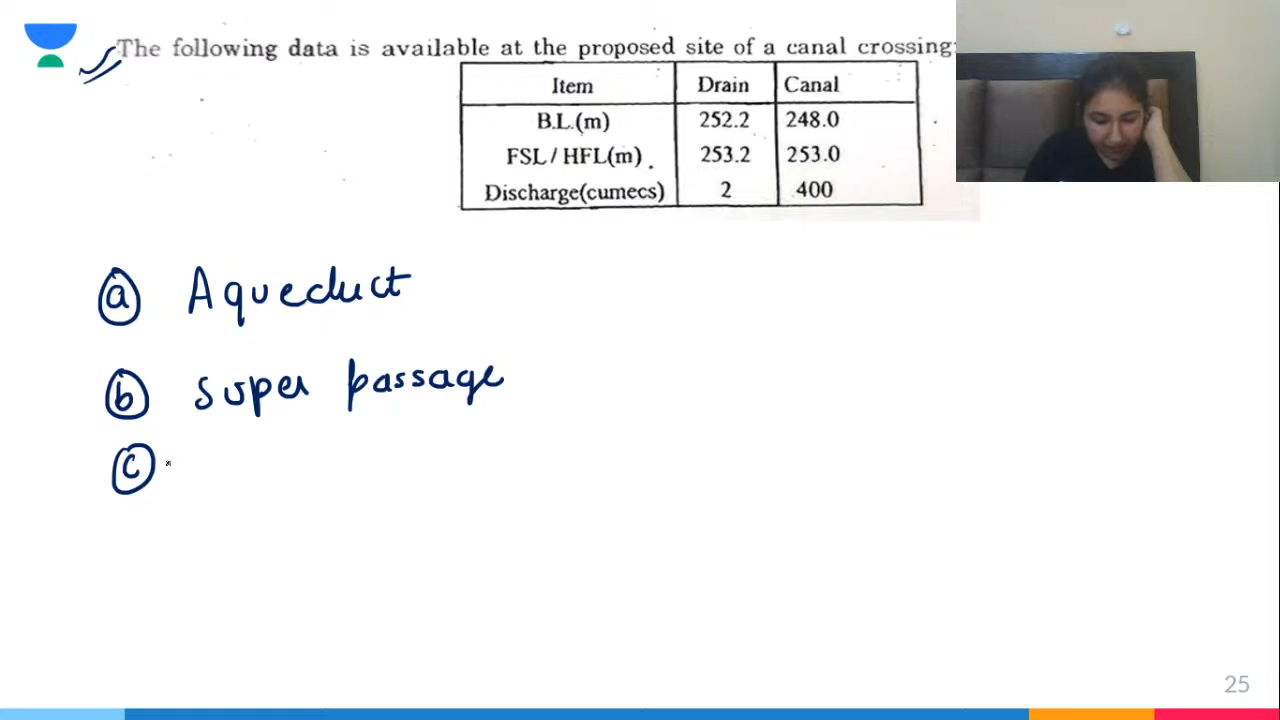 The following data is available at the proposed site of a canal crossing:
Item Drain Canal
B.L.(m) 252.2 248.0
FSL / HFL(m) 253.2 253.0
Discharge(cumecs) 2 400
a Aqueduct
b super passage
c
25